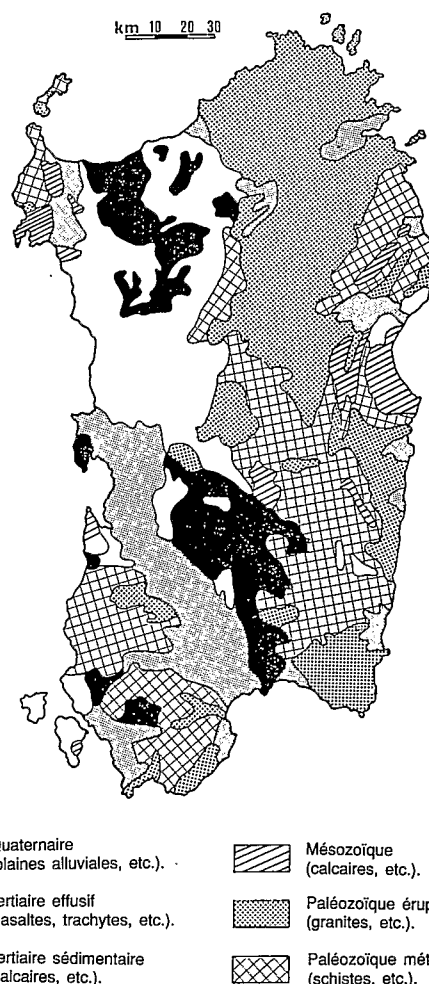 km 10 20 30
uaternaire
plaines alluviales, etc.).
ertiaire effusif
asaltes, trachytes, etc.).
ertiaire sédimentaire
alcaires, etc.).
Mésozoïque
(calcaires, etc.).
Paléozoïque érup
(granites, etc.).
Paléozoïque mét
(schistes, etc.).